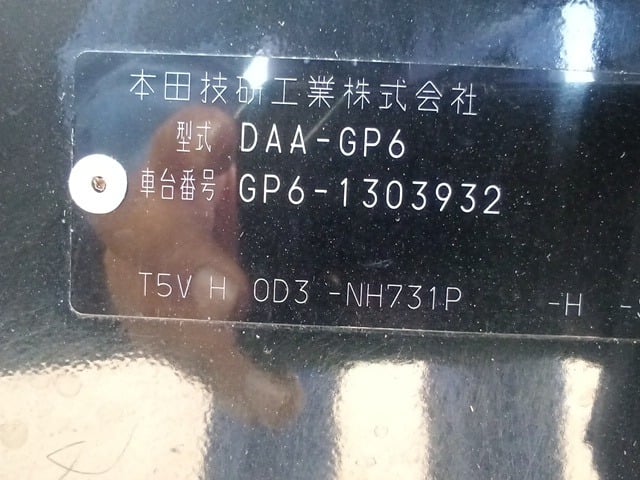 本田技研工業株式会社
型式 DAA-GP6
車台番号 GP6-1303932
T5V H 0D3 -NH731P -H -